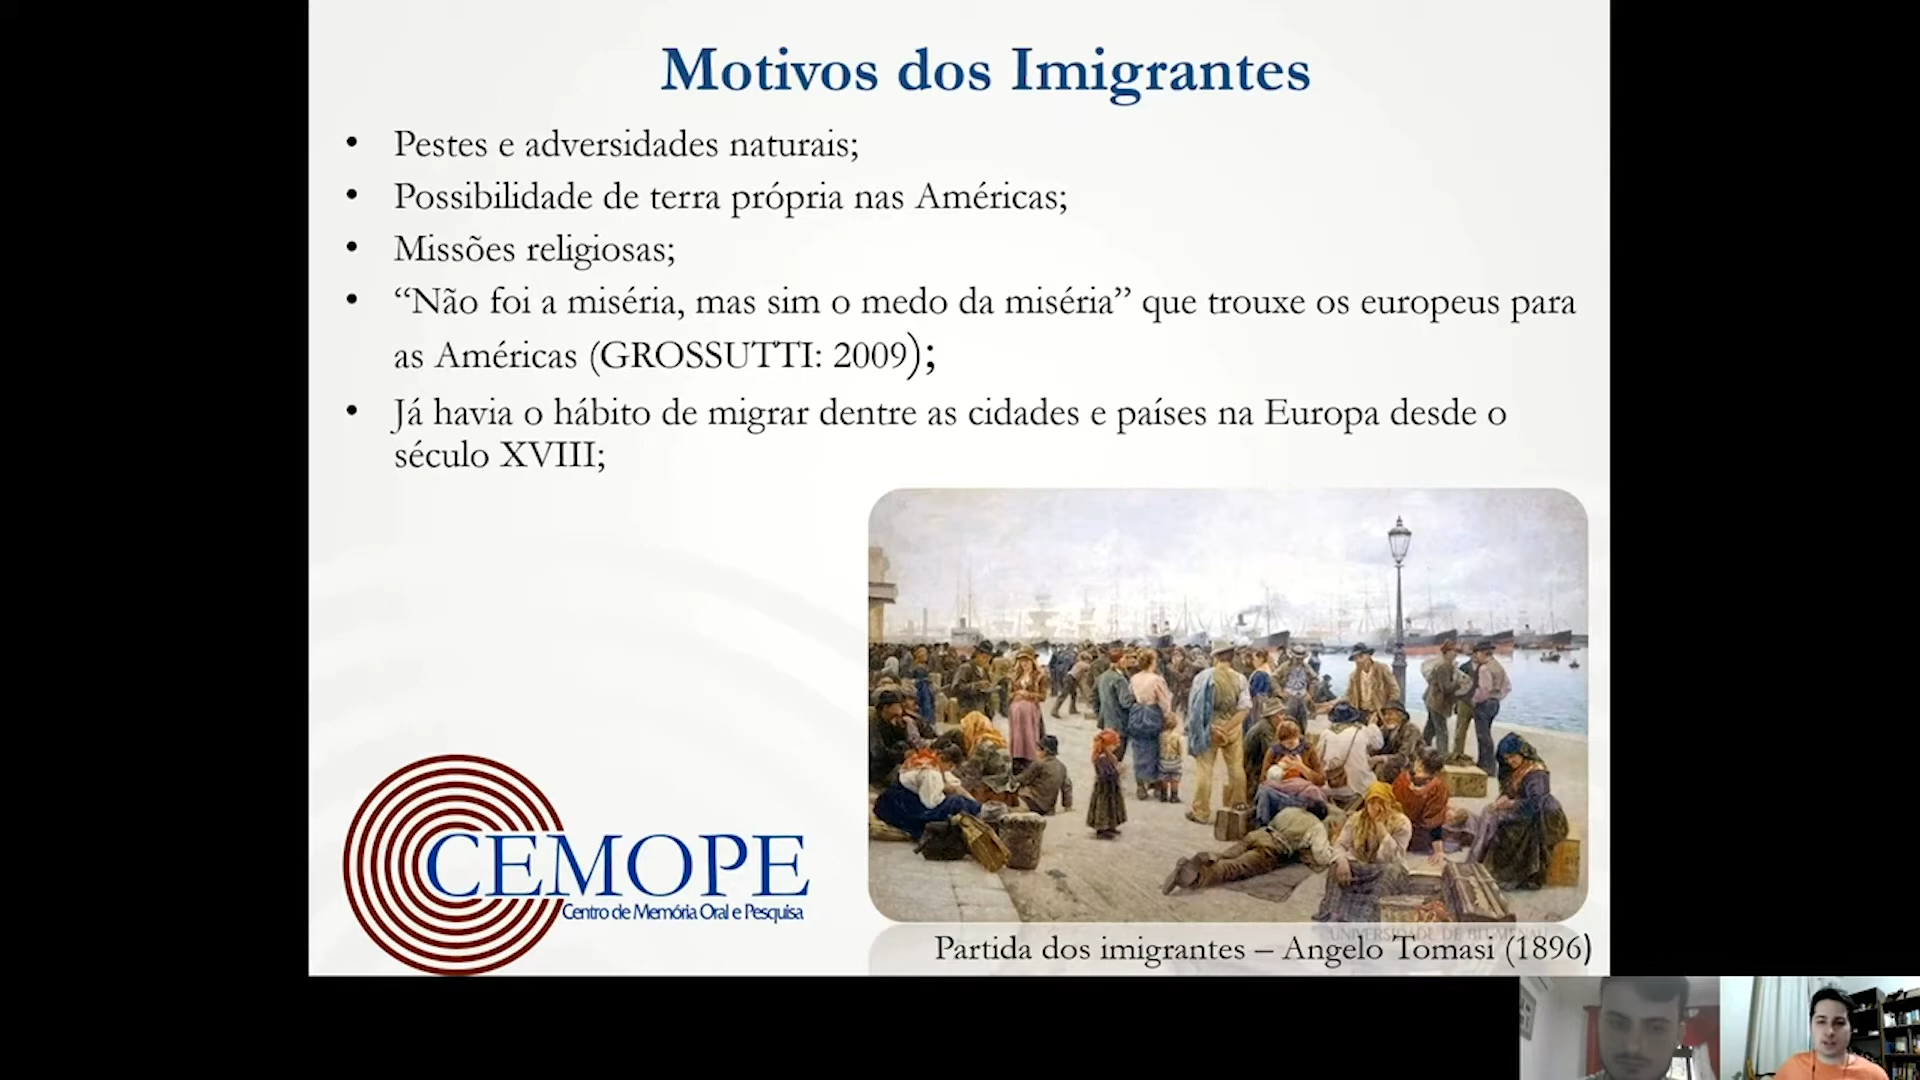 Motivos dos Imigrantes
• Pestes e adversidades naturais;
• Possibilidade de terra própria nas Américas;
• Missões religiosas;
• “Não foi a miséria, mas sim o medo da miséria” que trouxe os europeus para
as Américas (GROSSUTTI: 2009);
• Já havia o hábito de migrar dentre as cidades e países na Europa desde o
século XVIII;
CEMOPE
Centro de Memória Oral e Pesquisa
UNIVERSIDADE DE BLUMENAU
Partida dos imigrantes – Angelo Tomasi (1896)